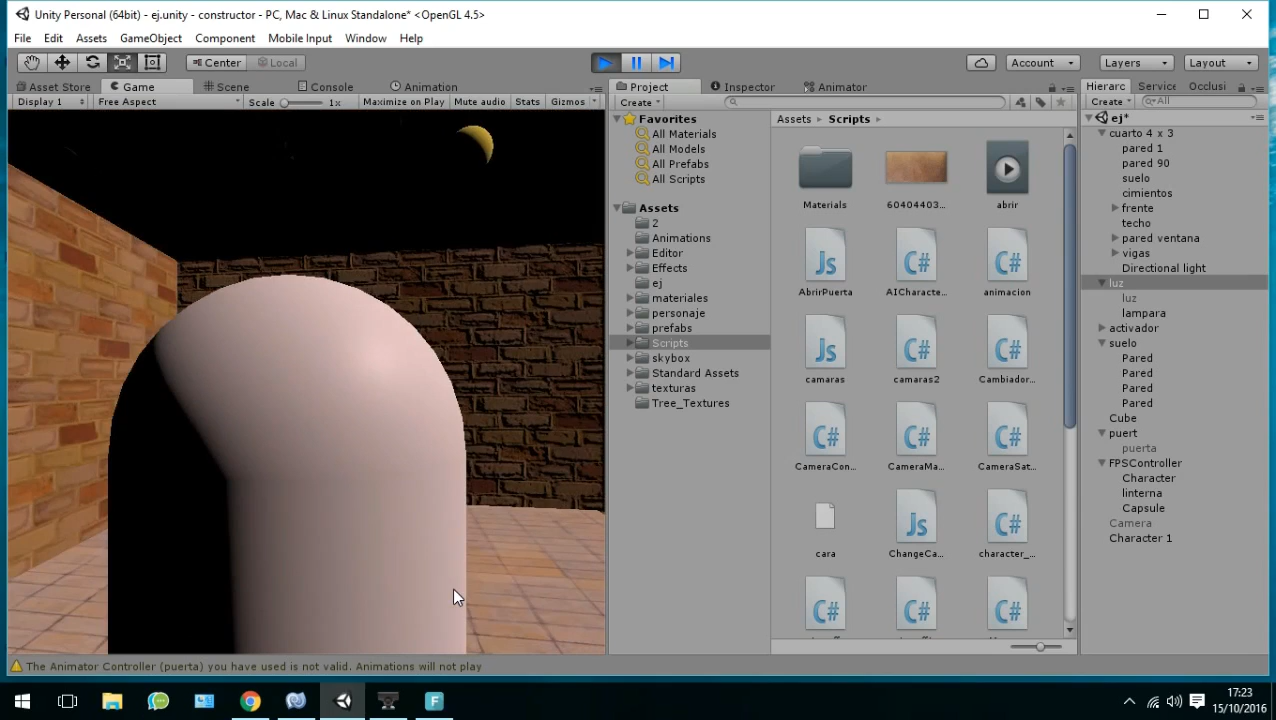 Unity Personal (64bit) - ej.unity - constructor - PC, Mac & Linux Standalone* <OpenGL 4.5>
File Edit Assets GameObject Component Mobile Input Window Help
Center Local Account Layers Layout
Asset Store Game Scene Console Animation Project Inspector Animator Hierarc Service Occlusi
Display 1 Free Aspect Scale 1x Maximize on Play Mute audio Stats Gizmos Create Create All
Favorites
All Materials
All Models
All Prefabs
All Scripts
Assets
2
Animations
Editor
Effects
ej
materiales
personaje
prefabs
Scripts
skybox
Standard Assets
texturas
Tree_Textures
Assets Scripts
Materials 60404403... abrir
Js C# C#
AbrirPuerta AICharacte... animacion
Js C# C#
camaras camaras2 Cambiador...
C# C# C#
CameraCon... CameraMa... CameraSat...
Js C#
cara ChangeCa... character_...
C# C# C#
ej*
cuarto 4 x 3
pared 1
pared 90
suelo
cimientos
frente
techo
pared ventana
vigas
Directional light
luz
luz
lampara
activador
suelo
Pared
Pared
Pared
Pared
Cube
puert
puerta
FPSController
Character
linterna
Capsule
Camera
Character 1
The Animator Controller (puerta) you have used is not valid. Animations will not play
F
17:23
15/10/2016